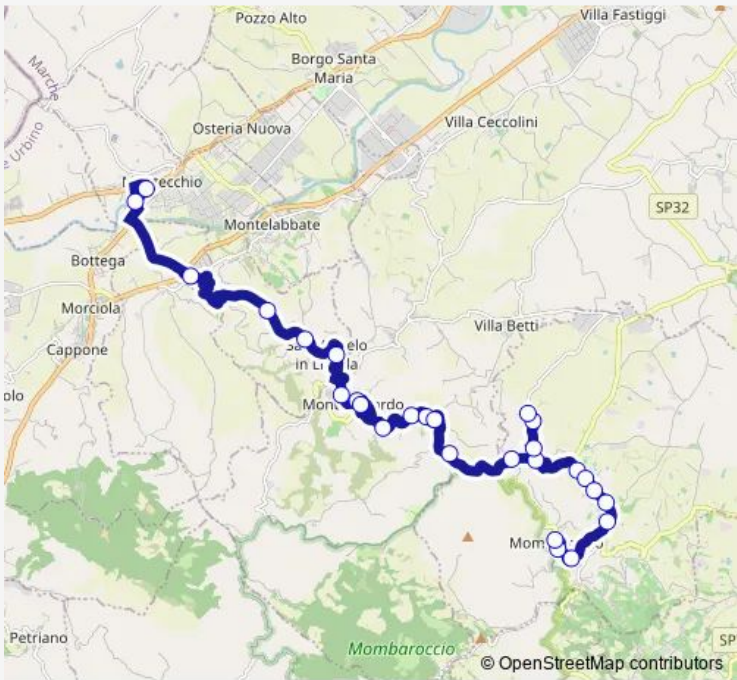 Pozzo Alto
Villa Fastiggi
Borgo Santa
Maria
Marche
Osteria Nuova
Villa Ceccolini
Urbino
SP32
Montelabbate
Bottega
Morciola
Villa Betti
Cappone
in
Mombaroccio
Petriano
SP
© OpenStreetMap contributors